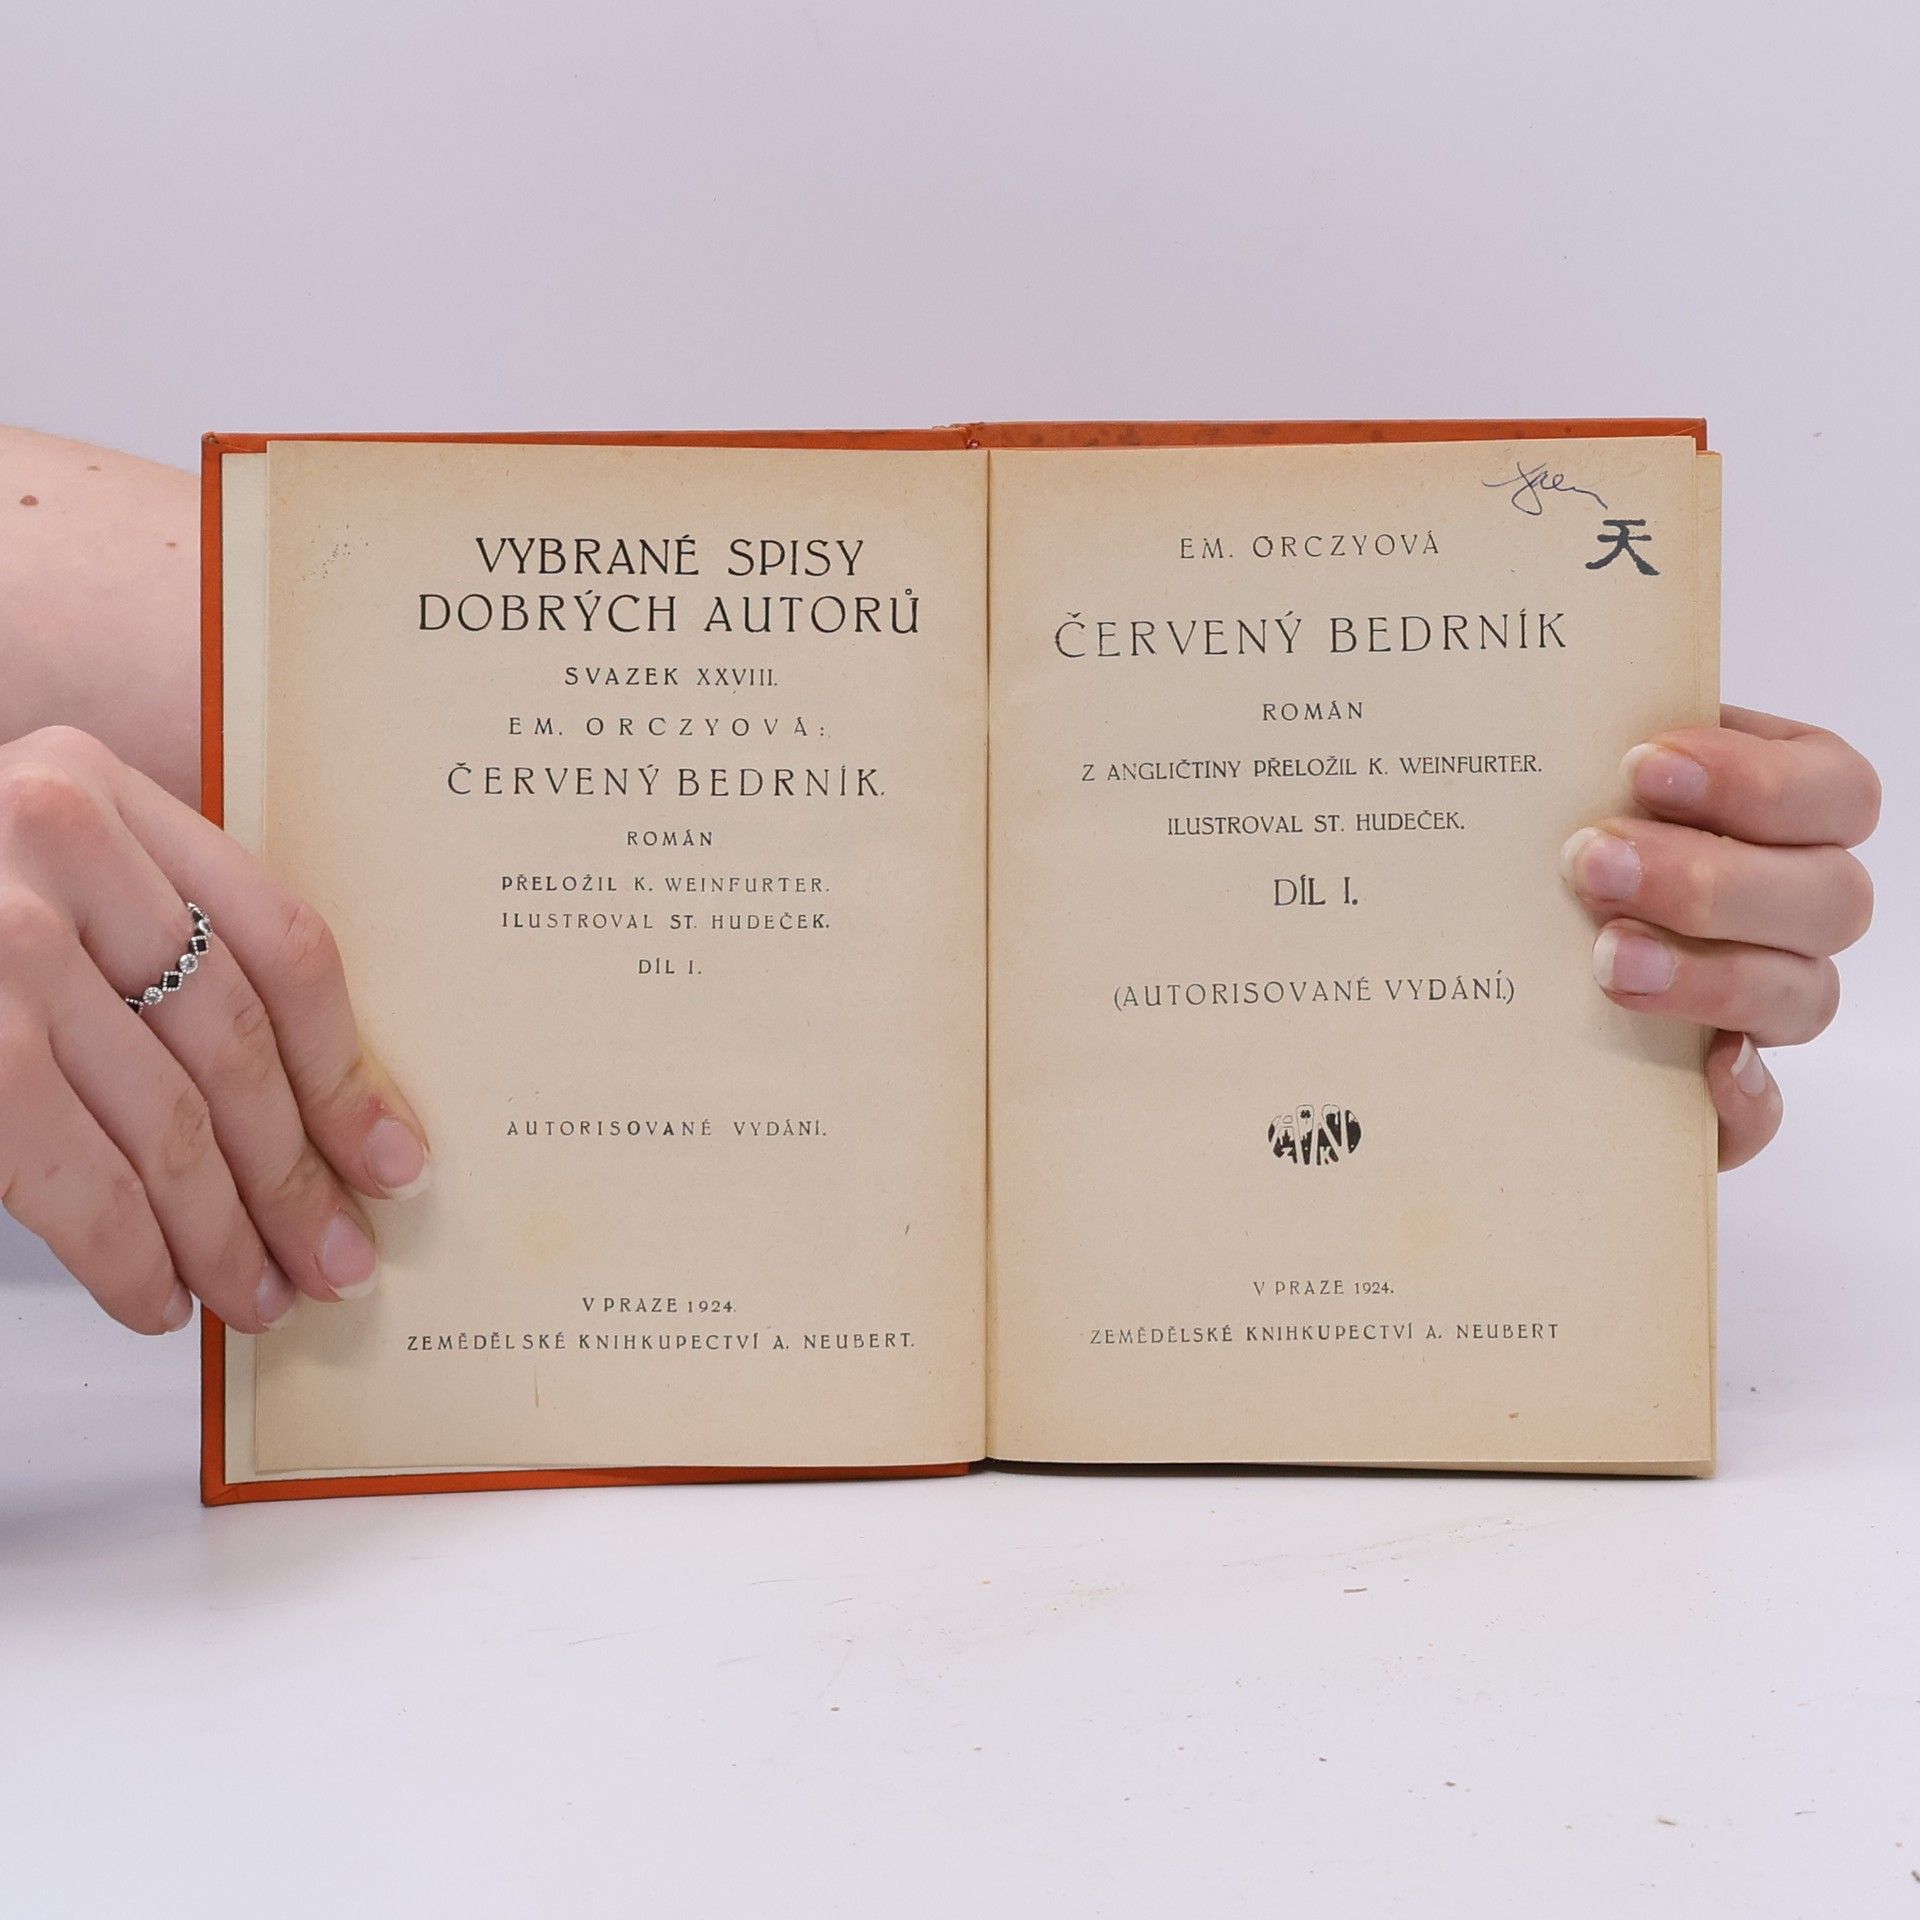 VYBRANÉ SPISY
DOBRÝCH AUTORŮ
SVAZEK XXVIII.
EM. ORCZYOVÁ:
ČERVENÝ BEDRNÍK.
ROMÁN
PŘELOŽIL K. WEINFURTER.
ILUSTROVAL ST. HUDEČEK.
DÍL I.
AUTORISOVANÉ VYDÁNÍ.
V PRAZE 1924.
ZEMĚDĚLSKÉ KNIHKUPECTVÍ A. NEUBERT.
天
EM. ORCZYOVÁ
ČERVENÝ BEDRNÍK
ROMÁN
Z ANGLIČTINY PŘELOŽIL K. WEINFURTER.
ILUSTROVAL ST. HUDEČEK.
DÍL I.
(AUTORISOVANÉ VYDÁNÍ.)
V PRAZE 1924.
ZEMĚDĚLSKÉ KNIHKUPECTVÍ A. NEUBERT